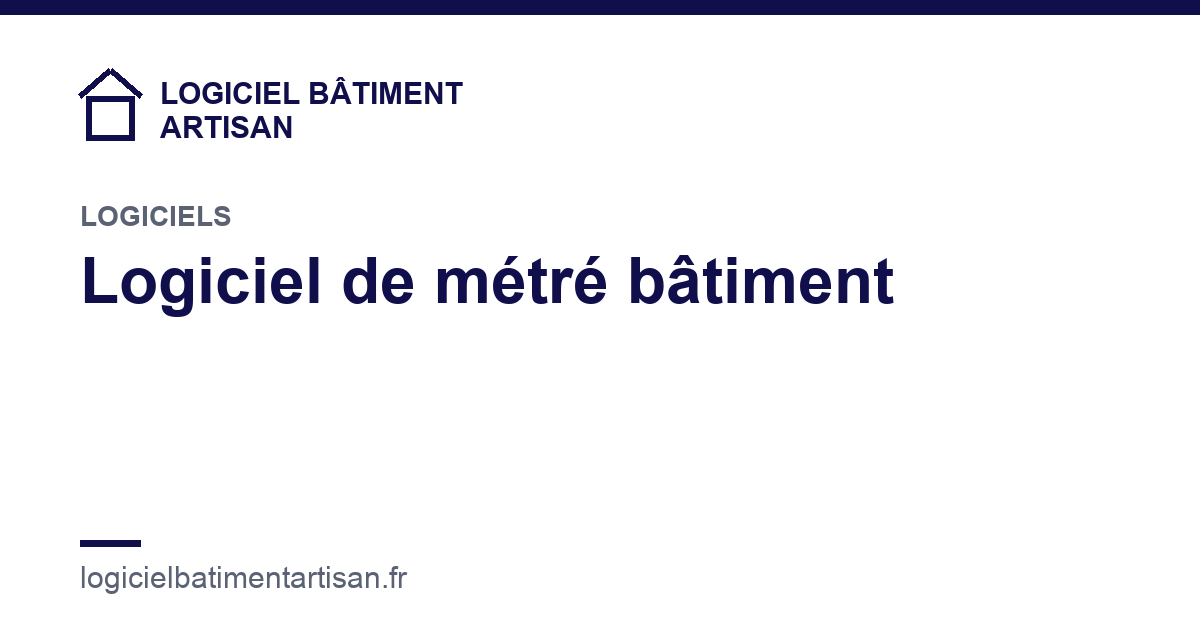 LOGICIEL BÂTIMENT
ARTISAN
LOGICIELS
Logiciel de métré bâtiment
logicielbatimentartisan.fr